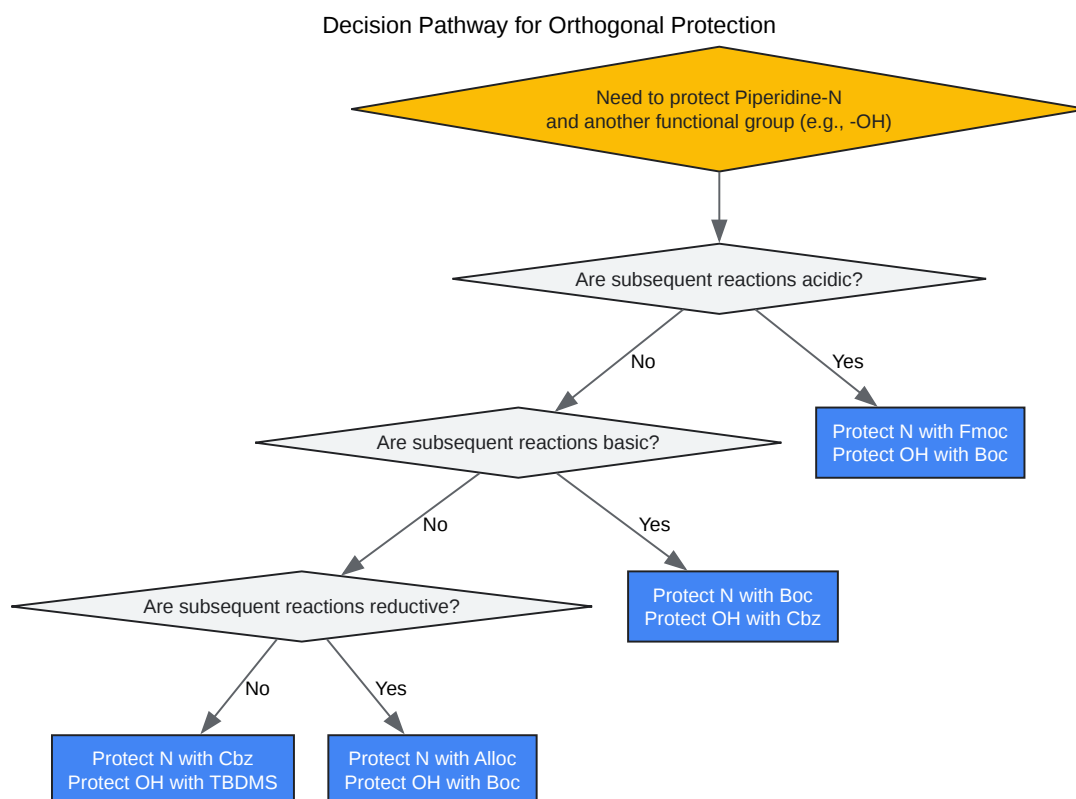 Decision Pathway for Orthogonal Protection
Need to protect Piperidine-N
and another functional group (e.g., -OH)
Are subsequent reactions acidic?
No
Yes
Are subsequent reactions basic?
Protect N with Fmoc
Protect OH with Boc
No
Yes
Are subsequent reactions reductive?
Protect N with Boc
Protect OH with Cbz
No
Yes
Protect N with Cbz
Protect OH with TBDMS
Protect N with Alloc
Protect OH with Boc